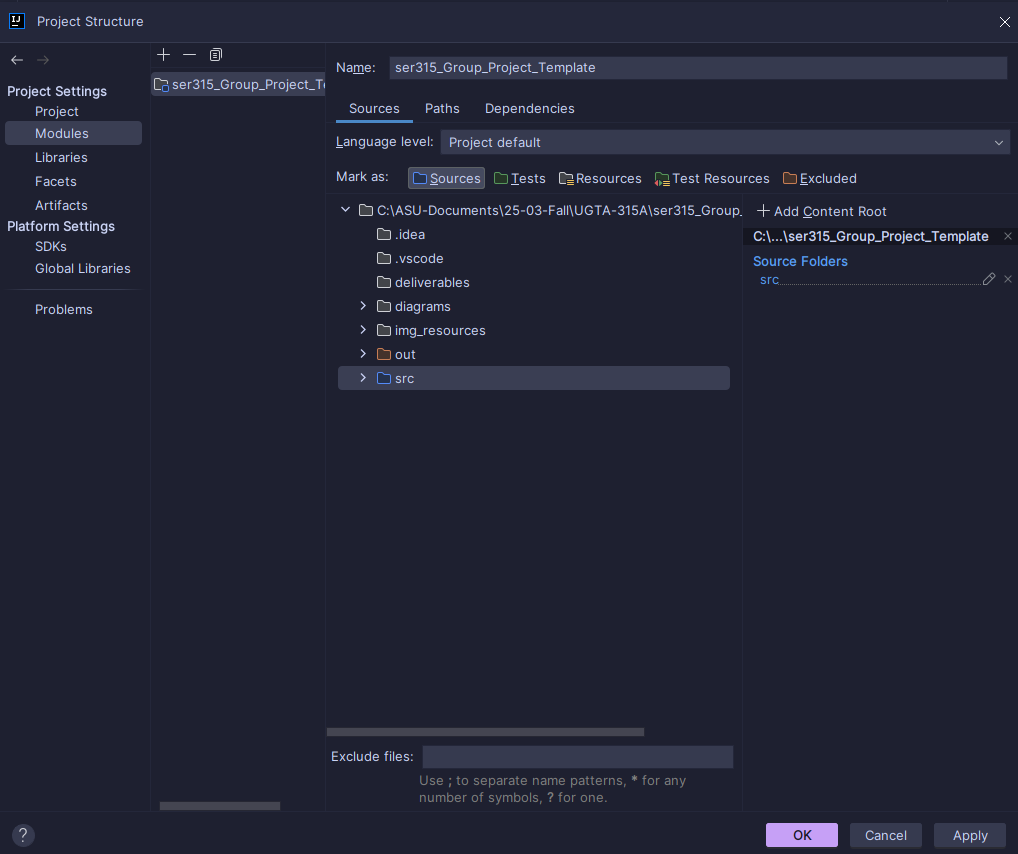 Project Structure
Project Settings
Project
Modules
Libraries
Facets
Artifacts
Platform Settings
SDKs
Global Libraries
Problems
ser315_Group_Project_Te
Name: ser315_Group_Project_Template
Sources Paths Dependencies
Language level: Project default
Mark as: Sources Tests Resources Test Resources Excluded
C:\ASU-Documents\25-03-Fall\UGTA-315A\ser315_Group_
.idea
.vscode
deliverables
diagrams
img_resources
out
src
+ Add Content Root
C:\...\ser315_Group_Project_Template
Source Folders
src
Exclude files:
Use ; to separate name patterns, * for any
number of symbols, ? for one.
? OK Cancel Apply